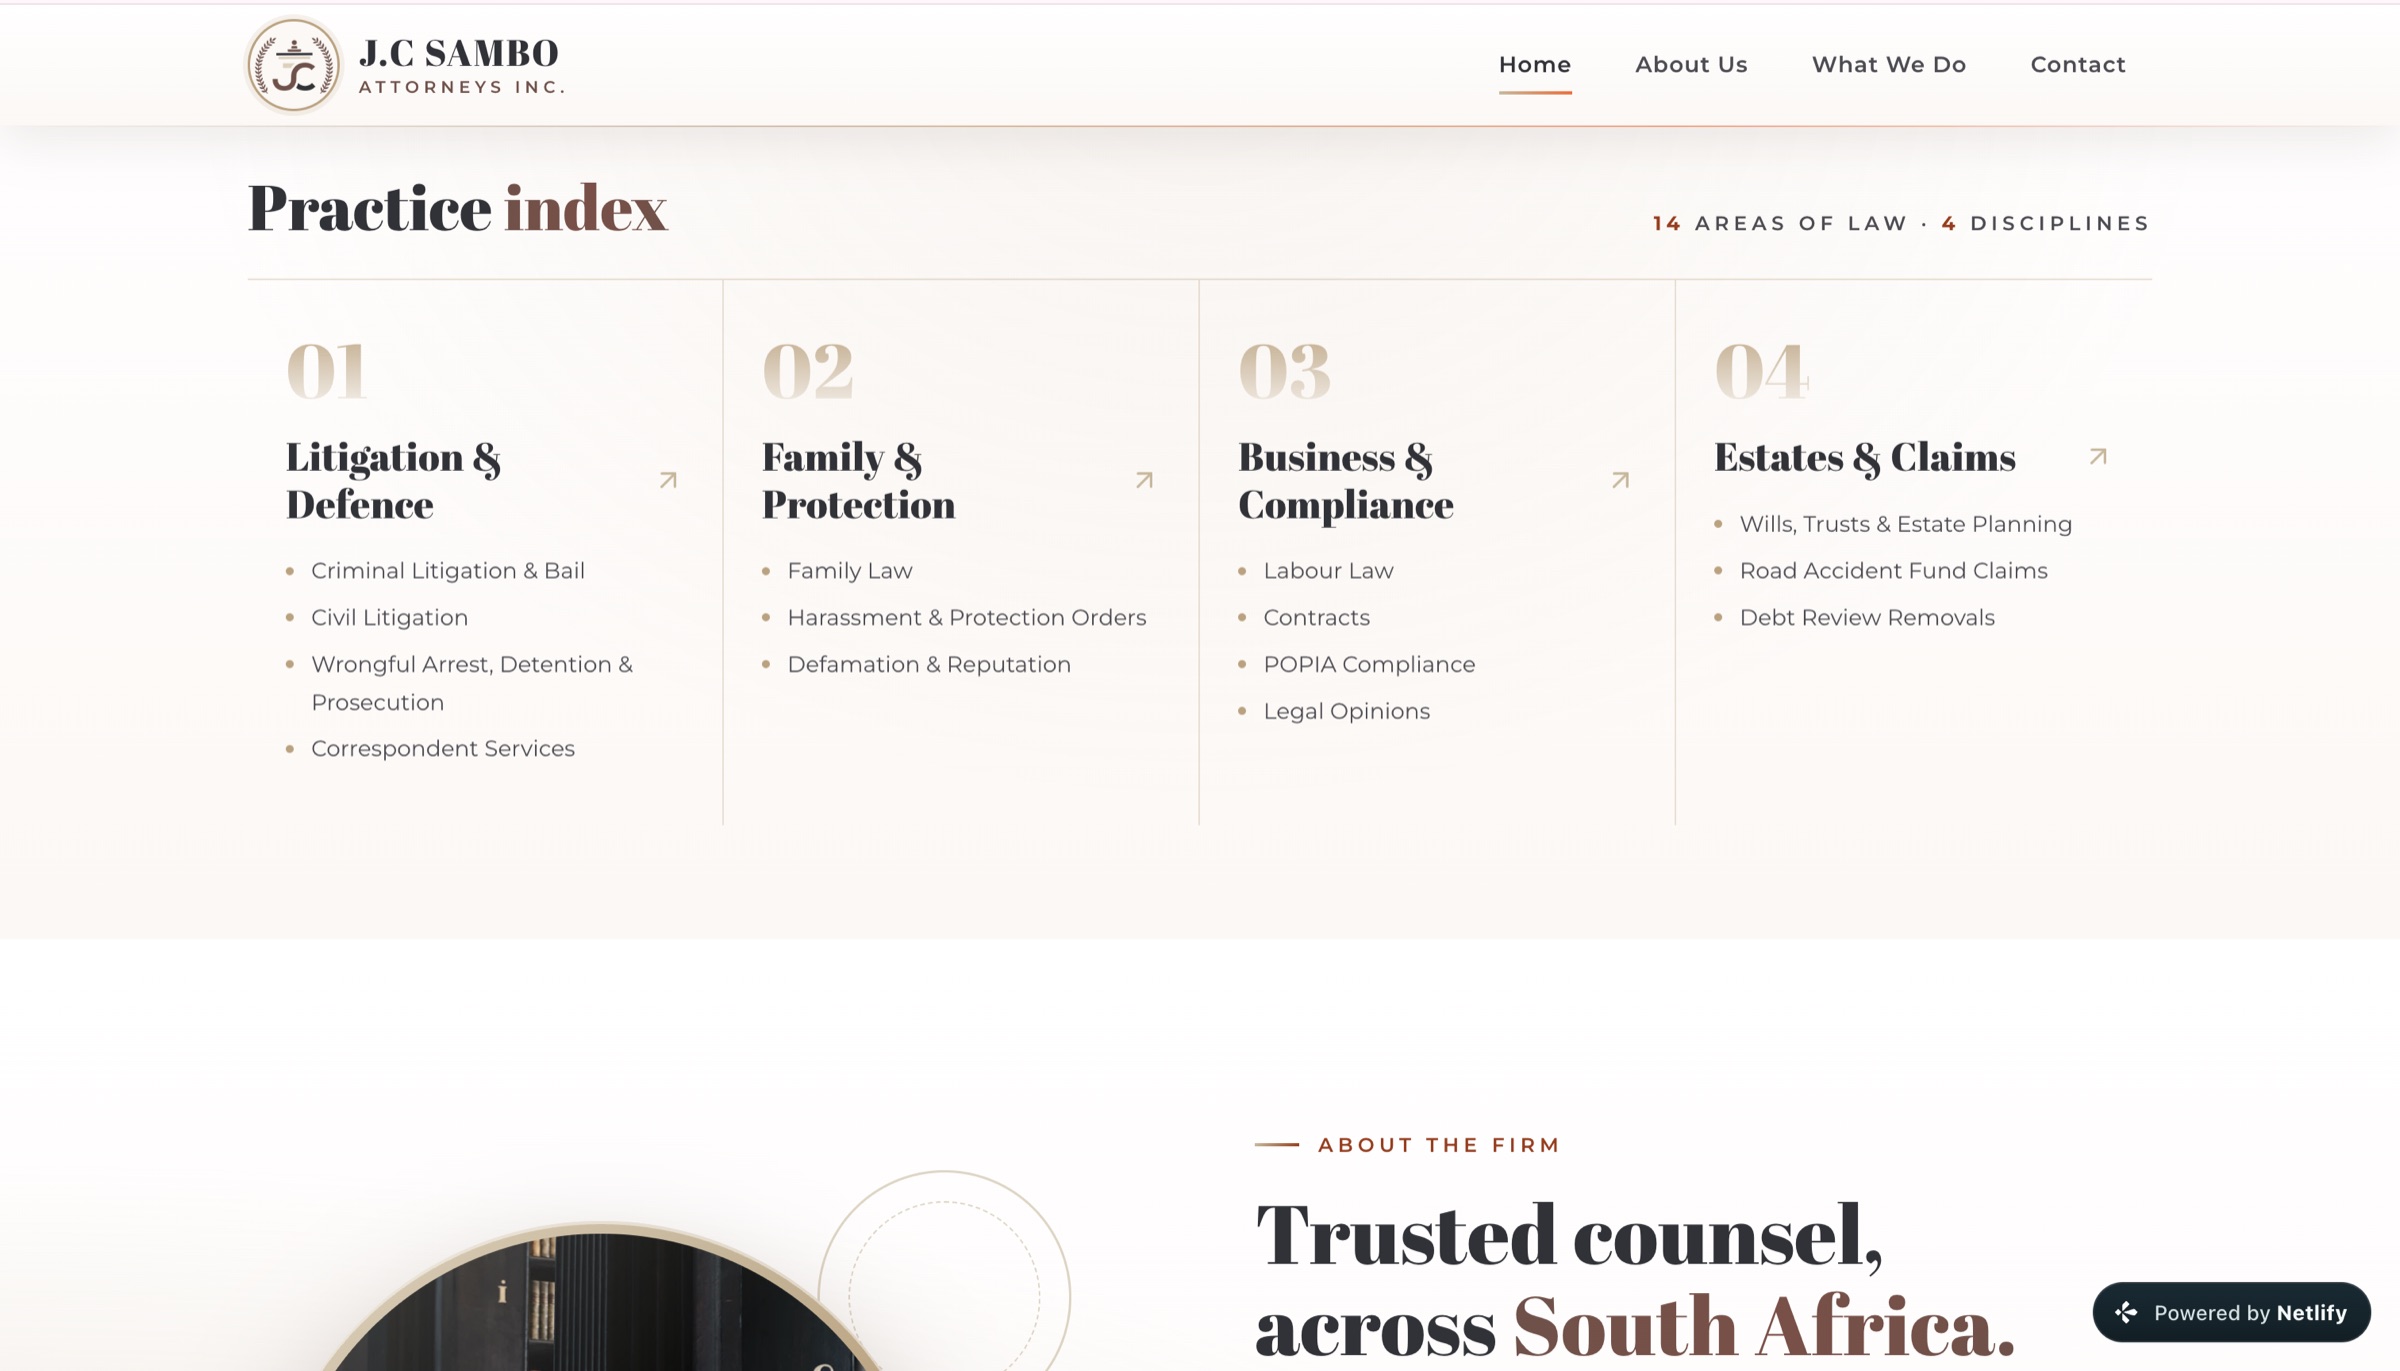 J.C SAMBO
ATTORNEYS INC.
Home
About Us
What We Do
Contact
Practice index
14 AREAS OF LAW · 4 DISCIPLINES
01
Litigation &
Defence
Criminal Litigation & Bail
Civil Litigation
Wrongful Arrest, Detention &
Prosecution
Correspondent Services
02
Family &
Protection
Family Law
Harassment & Protection Orders
Defamation & Reputation
03
Business &
Compliance
Labour Law
Contracts
POPIA Compliance
Legal Opinions
04
Estates & Claims
Wills, Trusts & Estate Planning
Road Accident Fund Claims
Debt Review Removals
ABOUT THE FIRM
Trusted counsel,
across South Africa.
i
Powered by Netlify